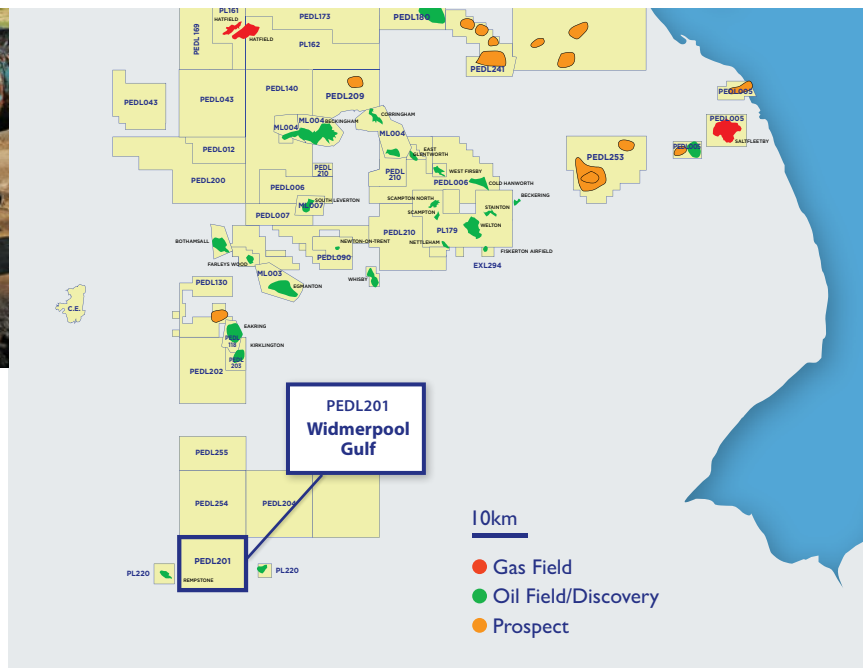 PL161
HATFIELD
HATFIELD
PEDL173
PEDL180
PEDL 169
PL162
PEDL241
PEDL005
PEDL043
PEDL043
PEDL140
PEDL209
CORRINGHAM
ML004
BECKINGHAM
ML004
ML004
PEDL005
SALTFLEETBY
PEDL005
PEDL012
EAST
GLENTWORTH
PEDL253
PEDL200
PEDL
210
PEDL
210
WEST FIRSBY
PEDL006
COLD HANWORTH
PEDL006
SOUTH LEVERTON
ML007
SCAMPTON NORTH
BECKERING
STAINTON
SCAMPTON
PEDL007
WELTON
PEDL210
PL179
BOTHAMSALL
NEWTON-ON-TRENT
NETTLEHAM
FISKERTON AIRFIELD
FARLEYS WOOD
PEDL090
EXL294
ML003
WHISBY
PEDL130
EGMANTON
C.E.
EAKRING
PEDL
118
KIRKLINGTON
PEDL
203
PEDL202
PEDL201
Widmerpool
Gulf
PEDL255
PEDL254
PEDL204
10km
PEDL201
PL220
PL220
REMPSTONE
Gas Field
Oil Field/Discovery
Prospect